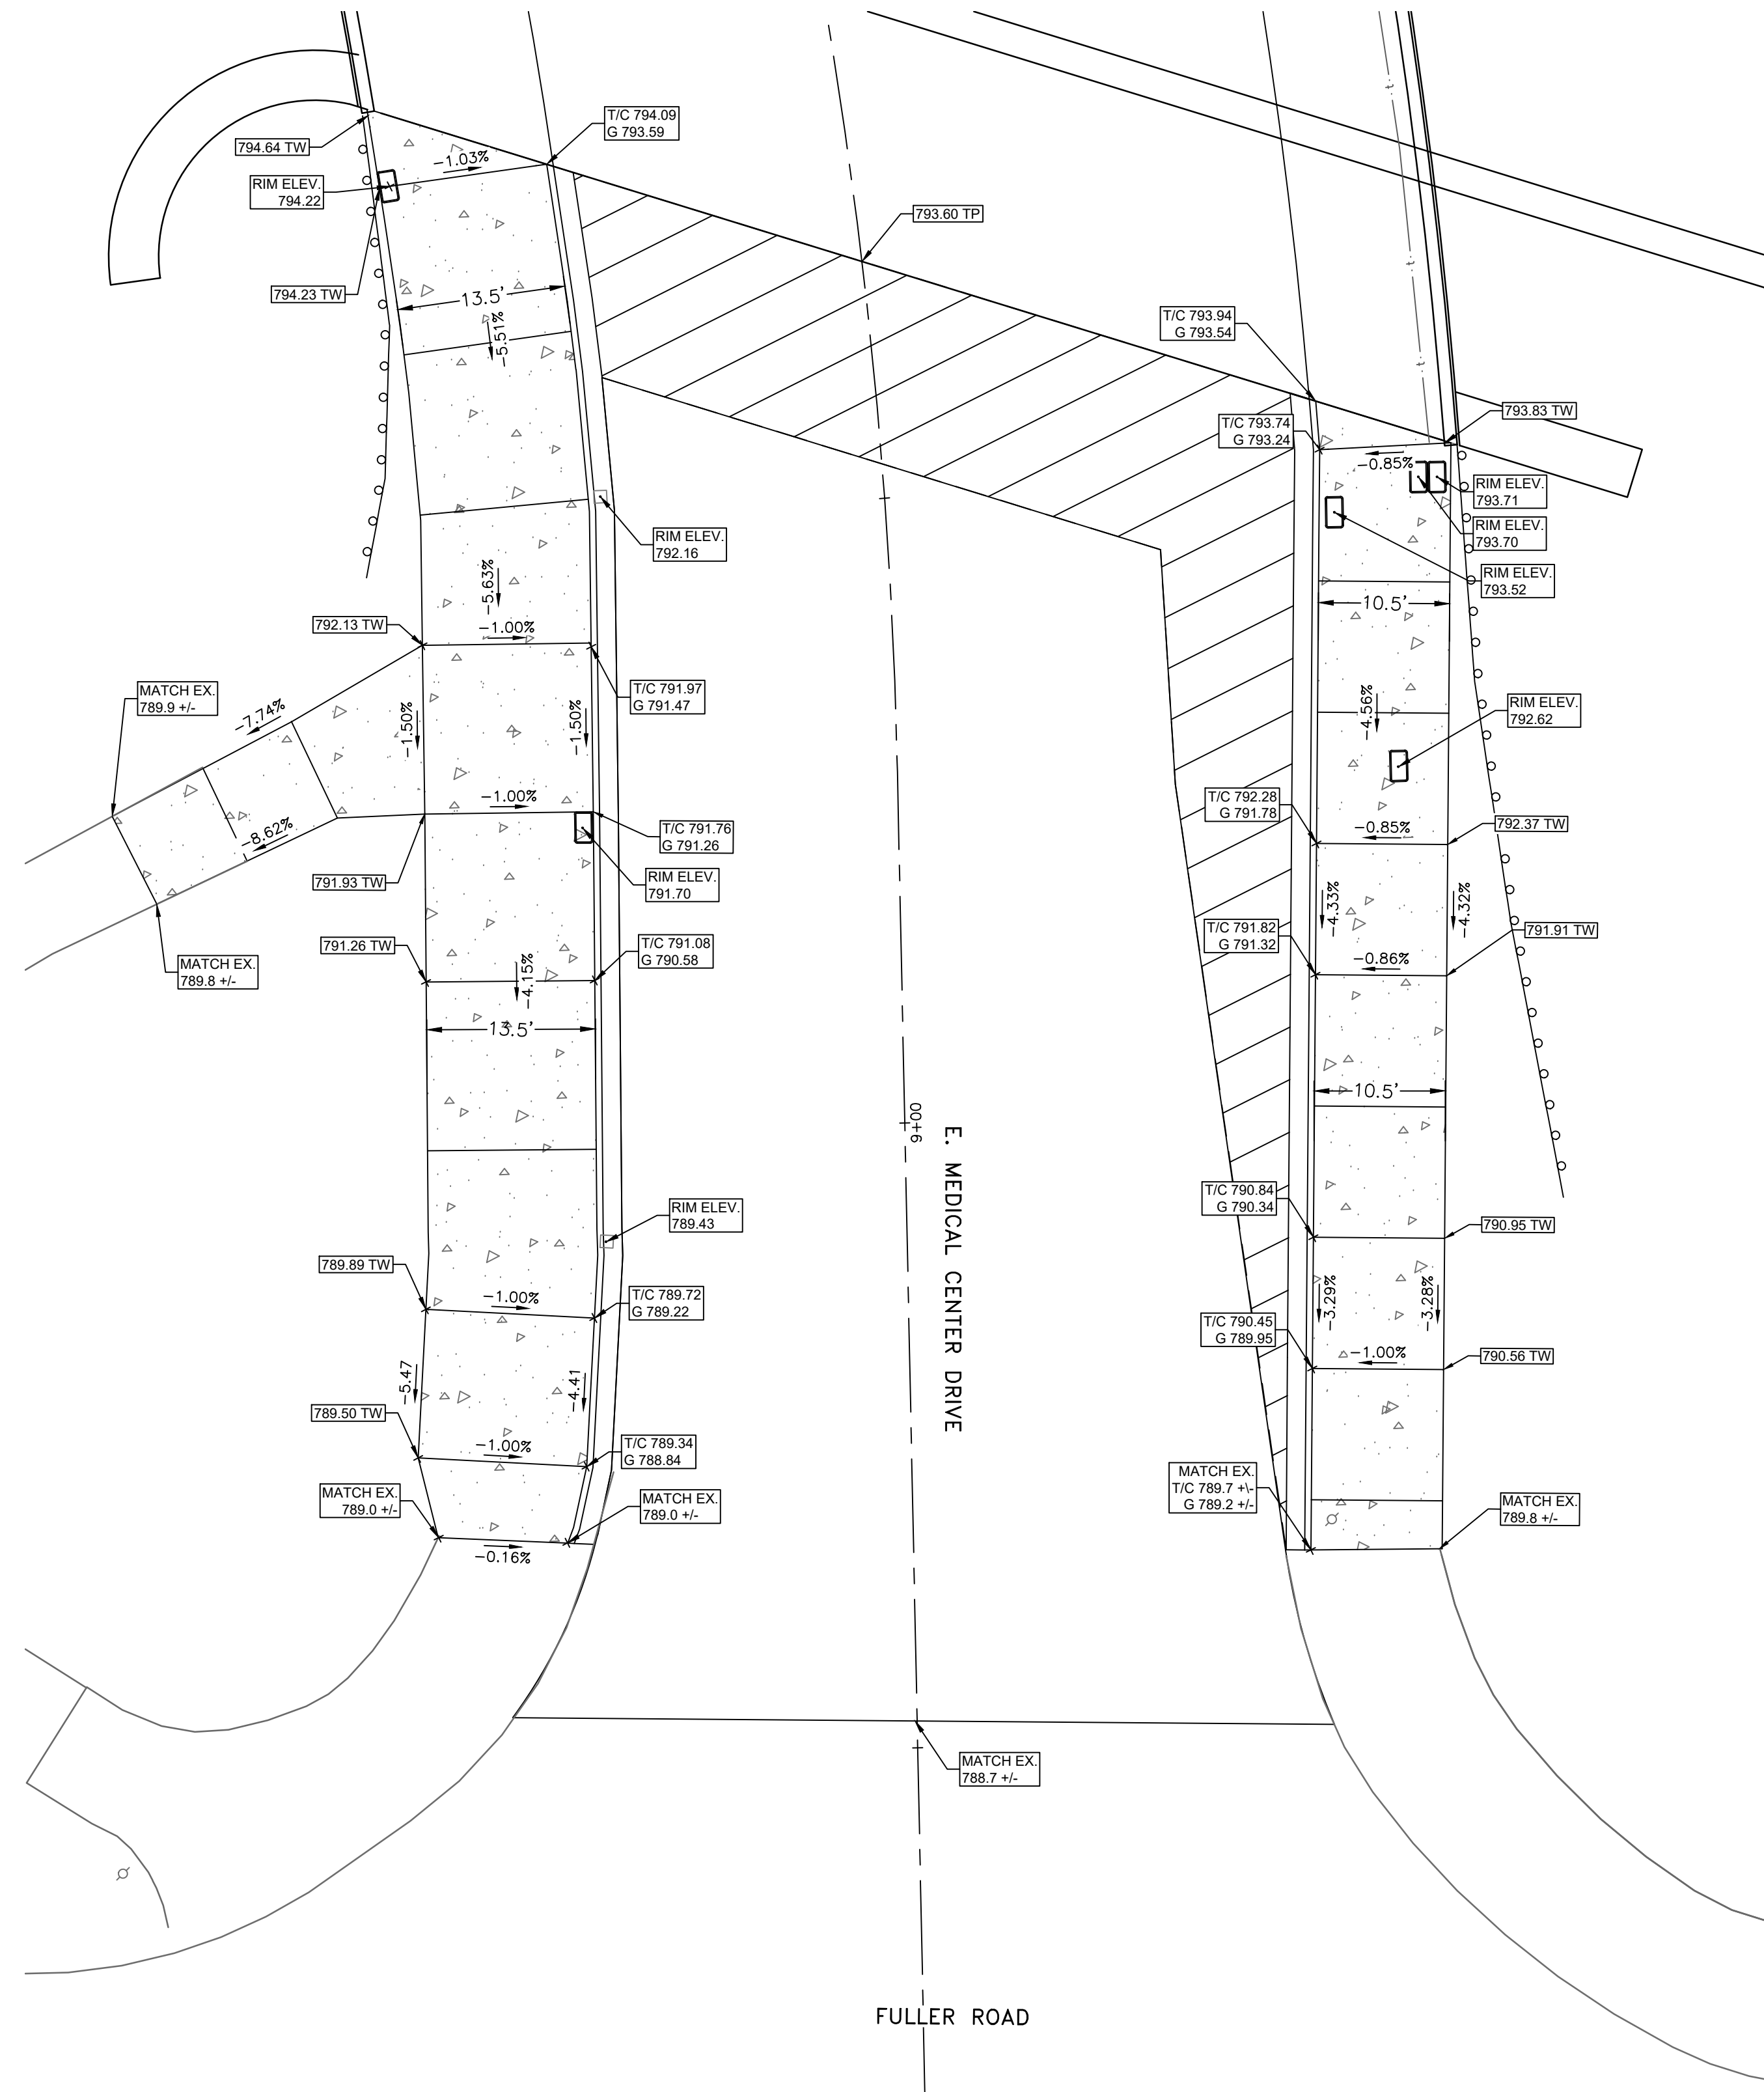 T/C 794.09
G 793.59
794.64 TW
-1.03%
RIM ELEV.
794.22
793.60 TP
794.23 TW
13.5'
-5.51%
T/C 793.94
G 793.54
793.83 TW
T/C 793.74
G 793.24
-0.85%
RIM ELEV.
793.71
RIM ELEV.
793.70
RIM ELEV.
792.16
RIM ELEV.
793.52
-5.63%
10.5'
792.13 TW
-1.00%
MATCH EX.
789.9 +/-
T/C 791.97
G 791.47
-7.74%
-1.50%
-1.50%
-4.56%
RIM ELEV.
792.62
-1.00%
T/C 792.28
G 791.78
-0.85%
792.37 TW
-8.62%
T/C 791.76
G 791.26
791.93 TW
RIM ELEV.
791.70
-4.33%
-4.32%
791.26 TW
T/C 791.08
G 790.58
T/C 791.82
G 791.32
791.91 TW
-0.86%
MATCH EX.
789.8 +/-
-4.15%
13.5'
10.5'
9+00
E. MEDICAL CENTER DRIVE
T/C 790.84
G 790.34
790.95 TW
RIM ELEV.
789.43
789.89 TW
-1.00%
T/C 789.72
G 789.22
-3.29%
-3.28%
T/C 790.45
G 789.95
-1.00%
790.56 TW
-5.47
-4.41
789.50 TW
-1.00%
T/C 789.34
G 788.84
MATCH EX.
789.0 +/-
MATCH EX.
789.0 +/-
MATCH EX.
T/C 789.7 +\-
G 789.2 +/-
MATCH EX.
789.8 +/-
-0.16%
MATCH EX.
788.7 +/-
FULLER ROAD